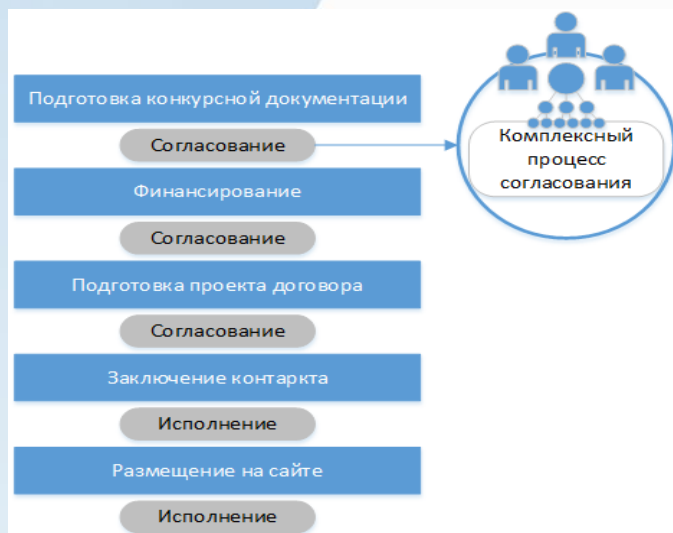 Подготовка конкурсной документации
Согласование
Комплексный
процесс
согласования
Финансирование
Согласование
Подготовка проекта договора
Согласование
Заключение контаркта
Исполнение
Размещение на сайте
Исполнение